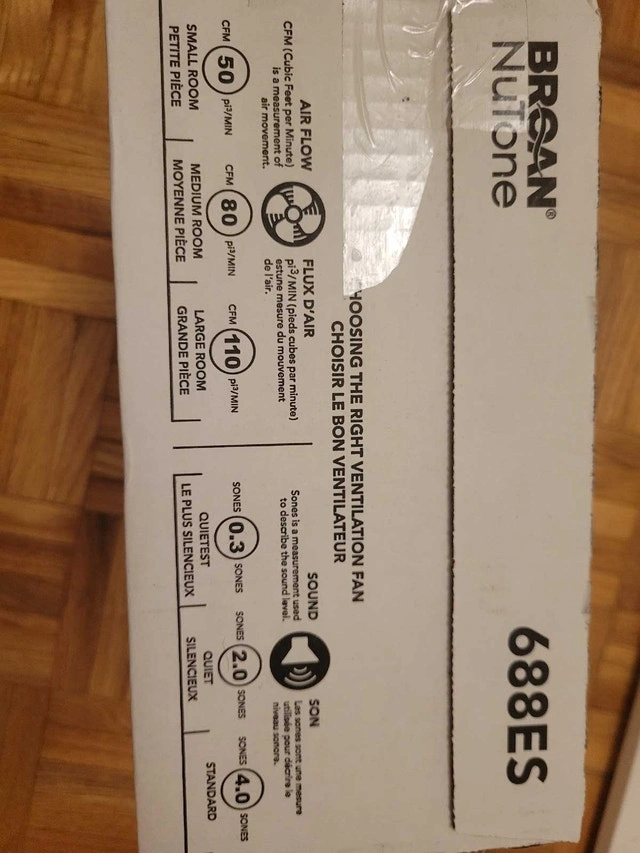 BROAN®
NuTone
688ES
HOOSING THE RIGHT VENTILATION FAN
CHOISIR LE BON VENTILATEUR
AIR FLOW
CFM (Cubic Feet per Minute)
is a measurement of
air movement.
FLUX D'AIR
pi³/MIN (pieds cubes par minute)
estune mesure du mouvement
de l'air.
CFM 50 pi³/MIN
SMALL ROOM
PETITE PIÈCE
CFM 80 pi³/MIN
MEDIUM ROOM
MOYENNE PIÈCE
CFM 110 pi³/MIN
LARGE ROOM
GRANDE PIÈCE
SOUND
Sones is a measurement used
to describe the sound level.
SON
Les sones sont une mesure
utilisée pour décrire le
niveau sonore.
SONES 0.3 SONES
QUIETEST
LE PLUS SILENCIEUX
SONES 2.0 SONES
QUIET
SILENCIEUX
SONES 4.0 SONES
STANDARD